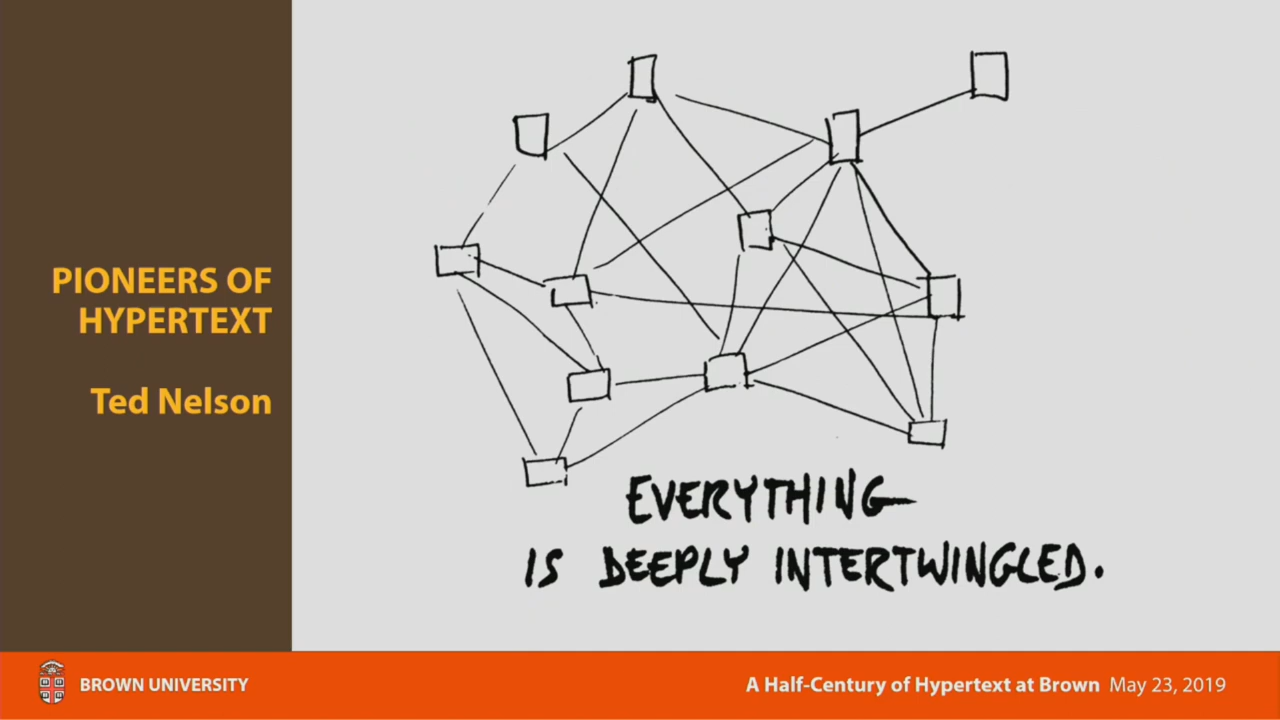 PIONEERS OF
HYPERTEXT
Ted Nelson
EVERYTHING
IS DEEPLY INTERTWINGLED.
BROWN UNIVERSITY
A Half-Century of Hypertext at Brown May 23, 2019